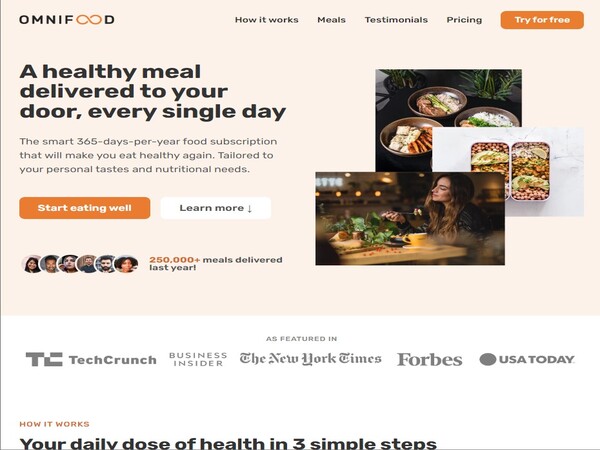 OMNIFOOD
How it works Meals Testimonials Pricing Try for free
A healthy meal
delivered to your
door, every single day
The smart 365-days-per-year food subscription
that will make you eat healthy again. Tailored to
your personal tastes and nutritional needs.
Start eating well Learn more ↓
250,000+ meals delivered
last year!
AS FEATURED IN
TC TechCrunch
BUSINESS
INSIDER
The New York Times
Forbes
USA TODAY
HOW IT WORKS
Your daily dose of health in 3 simple steps